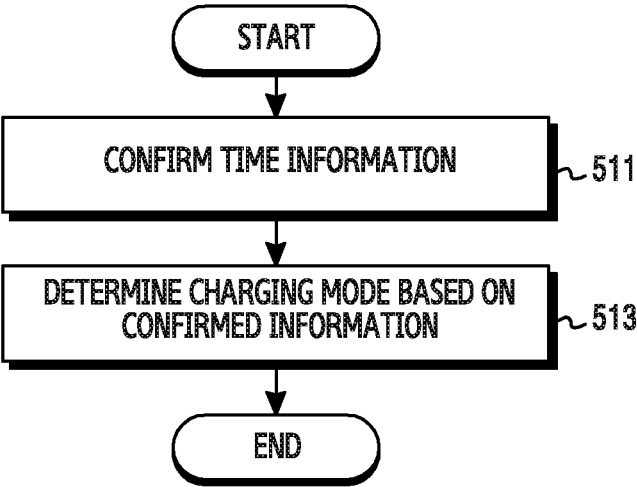 START
CONFIRM TIME INFORMATION
511
DETERMINE CHARGING MODE BASED ON
CONFIRMED INFORMATION
513
END